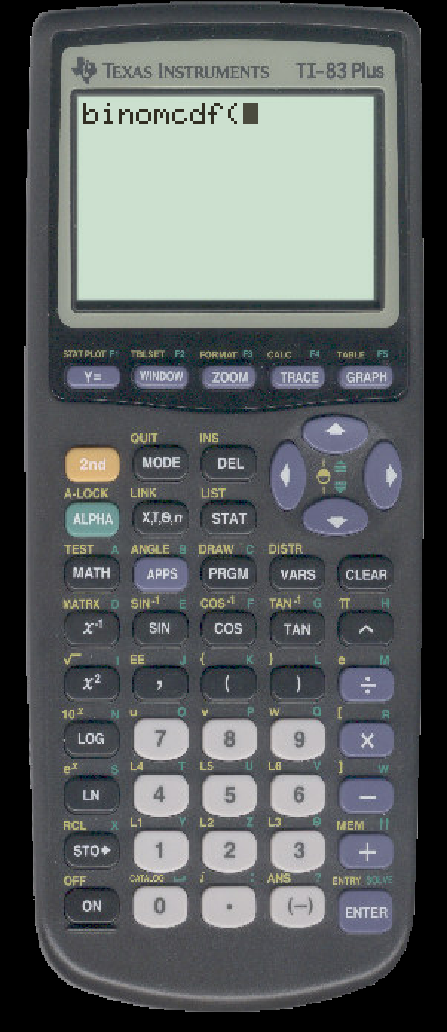 TEXAS INSTRUMENTS TI-83 Plus
binomcdf(
STAT PLOT F1 TBLSET F2 FORMAT F3 CALC F4 TABLE F5
Y= WINDOW ZOOM TRACE GRAPH
QUIT INS
2nd MODE DEL
A-LOCK LINK LIST
ALPHA X,T,θ,n STAT
TEST A ANGLE B DRAW C DISTR
MATH APPS PRGM VARS CLEAR
MATRX D SIN⁻¹ E COS⁻¹ F TAN⁻¹ G π H
x⁻¹ SIN COS TAN ^
√‾ I EE J { K } L e M
x² , ( ) ÷
10ˣ N u O v P w Q [ R
LOG 7 8 9 ×
eˣ S L4 T L5 U L6 V ] W
LN 4 5 6 −
RCL X L1 Y L2 Z L3 θ MEM "
STO➔ 1 2 3 +
OFF CATALOG i : ANS ? ENTRY SOLVE
ON 0 . (−) ENTER